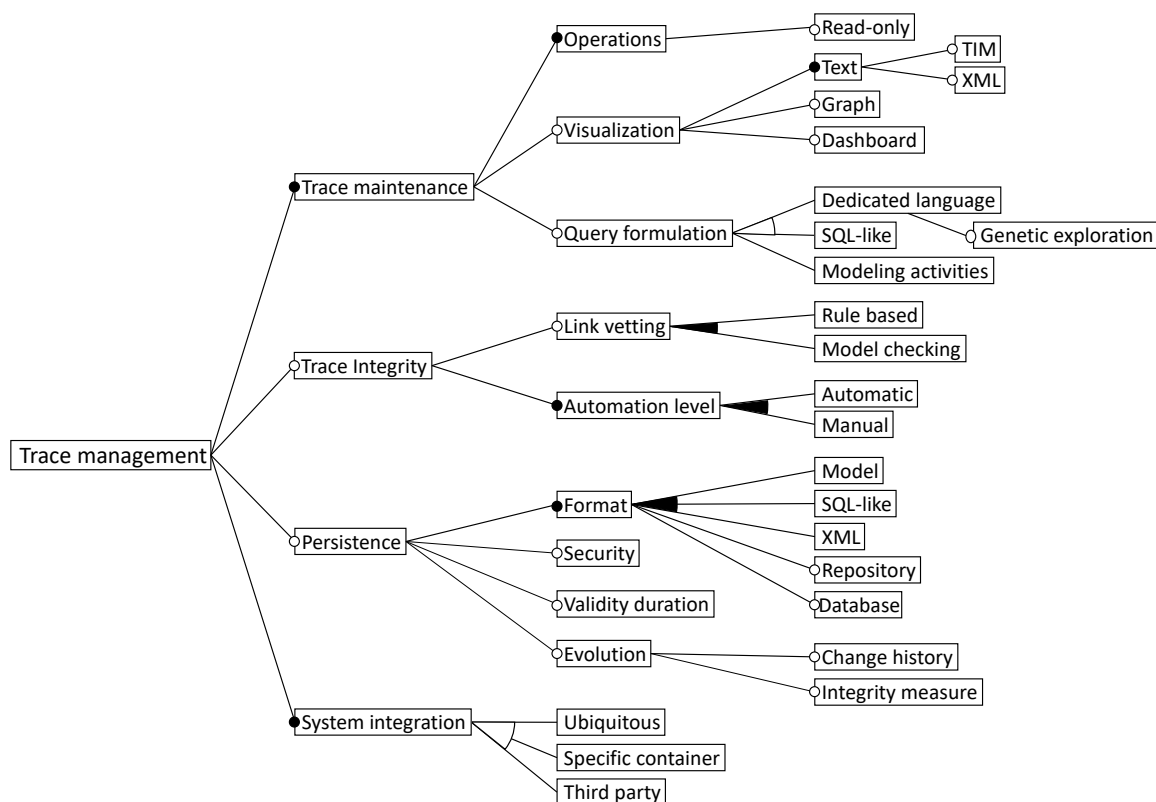 Trace management
Trace maintenance
Operations
Read-only
Visualization
Text
TIM
XML
Graph
Dashboard
Query formulation
Dedicated language
Genetic exploration
SQL-like
Modeling activities
Trace Integrity
Link vetting
Rule based
Model checking
Automation level
Automatic
Manual
Persistence
Format
Model
SQL-like
XML
Repository
Database
Security
Validity duration
Evolution
Change history
Integrity measure
System integration
Ubiquitous
Specific container
Third party